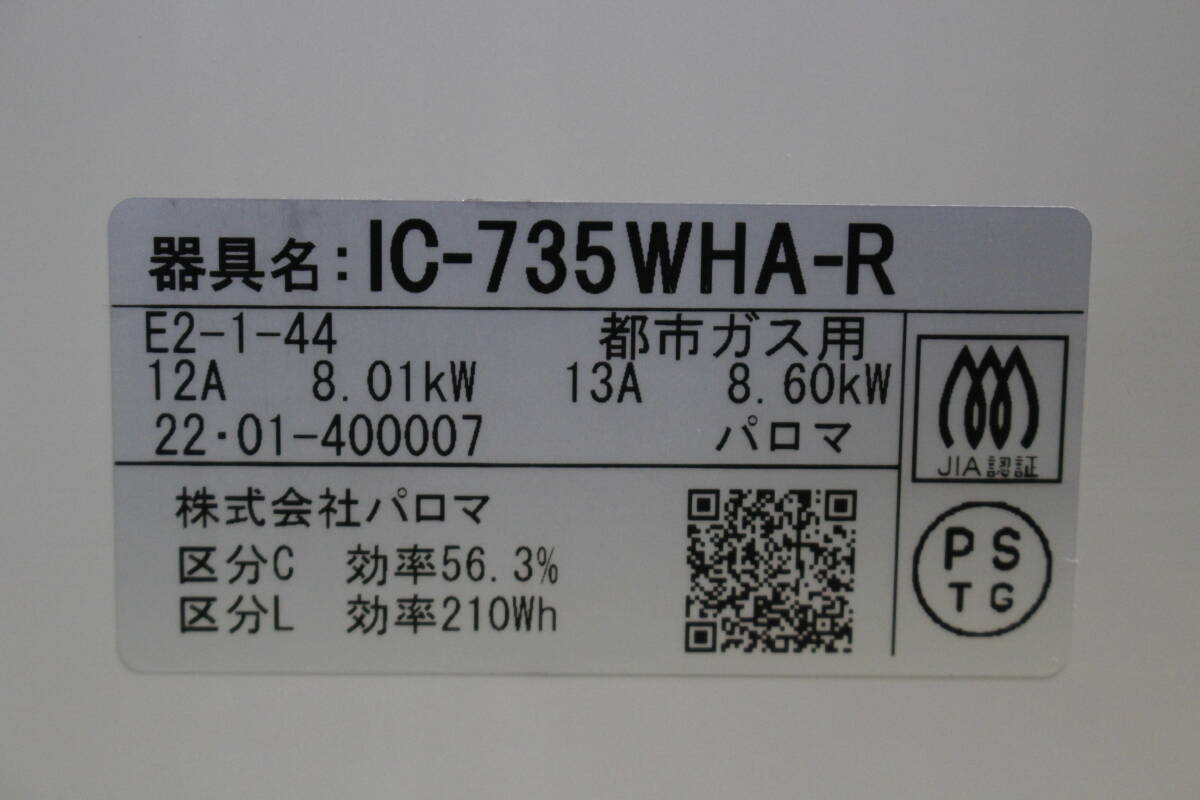 器具名:IC-735WHA-R
E2-1-44 都市ガス用
12A 8.01kW 13A 8.60kW
22・01-400007 パロマ
JIA認証
株式会社パロマ
区分C 効率56.3%
区分L 効率210Wh
PS
TG